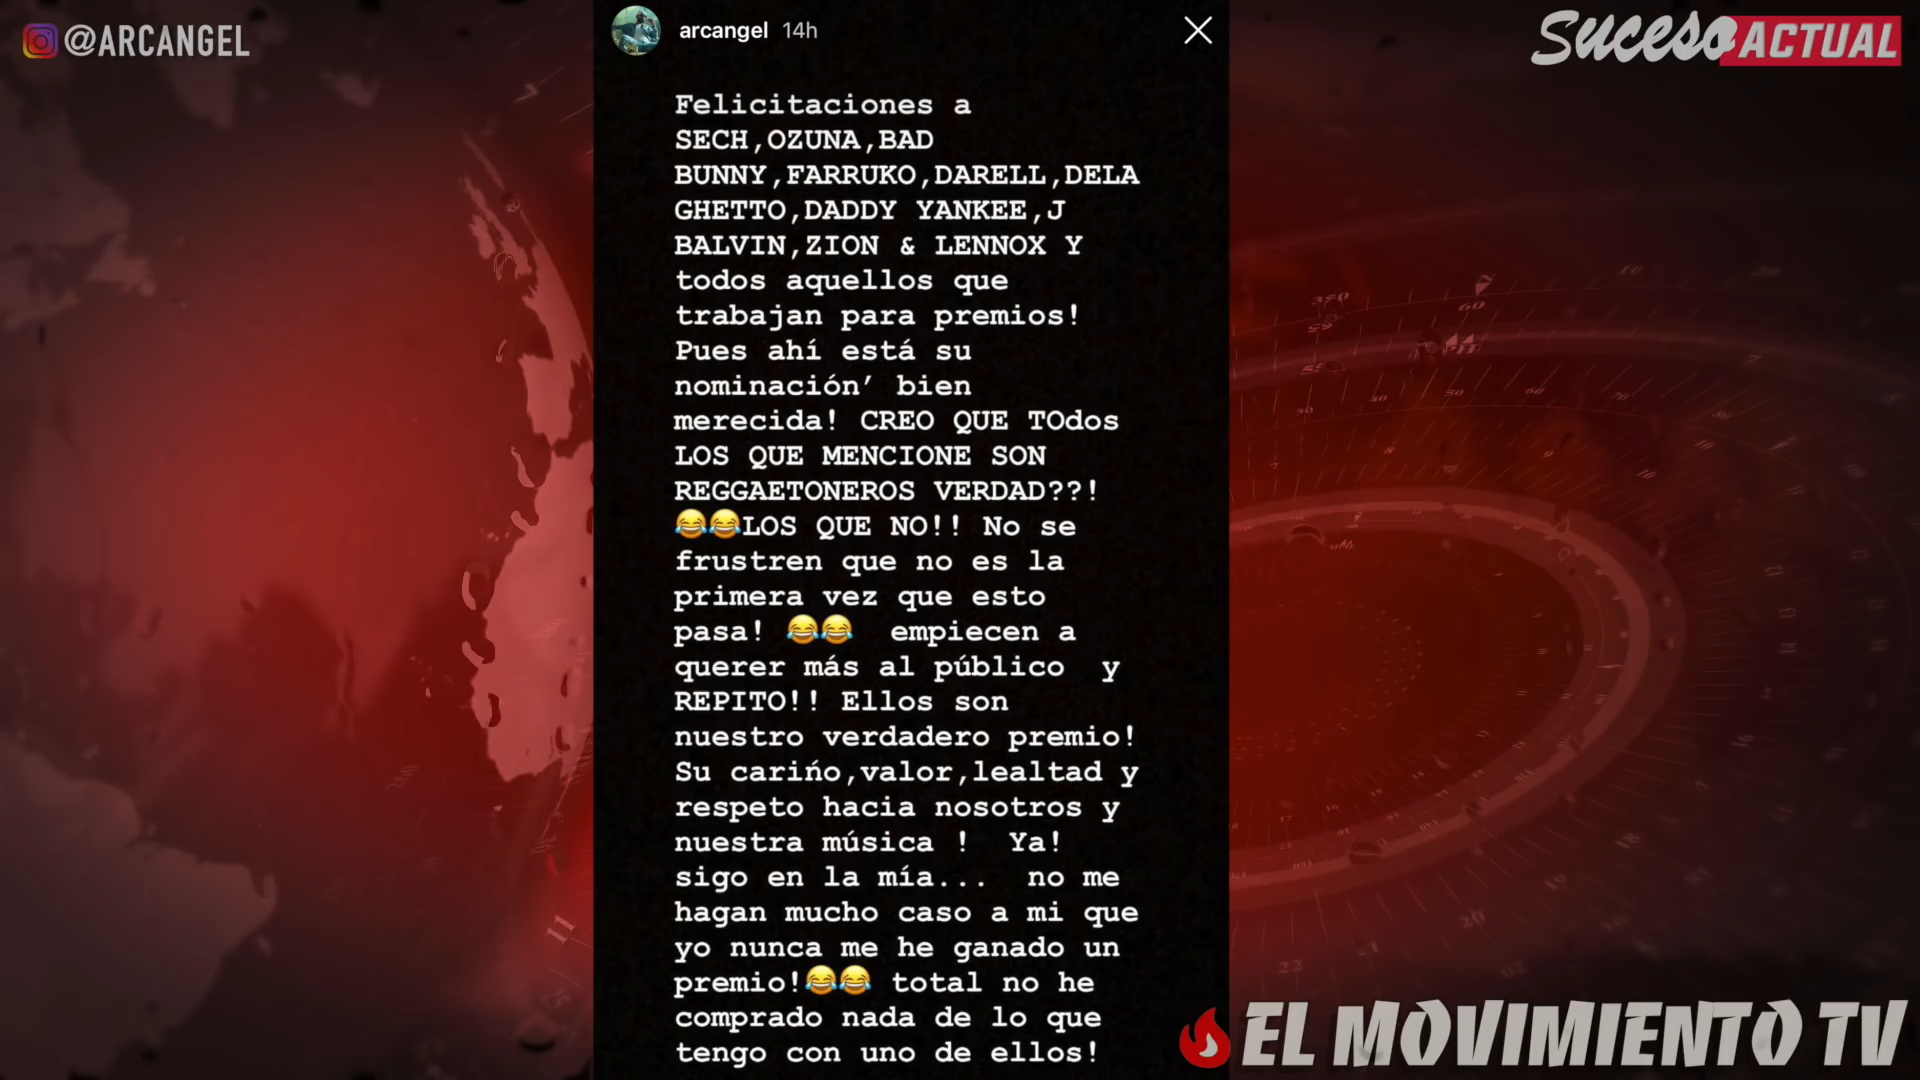 @ARCANGEL
arcangel 14h
Suceso ACTUAL
Felicitaciones a
SECH,OZUNA,BAD
BUNNY,FARRUKO,DARELL,DELA
GHETTO,DADDY YANKEE,J
BALVIN,ZION & LENNOX Y
todos aquellos que
trabajan para premios!
Pues ahí está su
nominación’ bien
merecida! CREO QUE TOdos
LOS QUE MENCIONE SON
REGGAETONEROS VERDAD??!
😂😂LOS QUE NO!! No se
frustren que no es la
primera vez que esto
pasa! 😂😂 empiecen a
querer más al público y
REPITO!! Ellos son
nuestro verdadero premio!
Su cariño,valor,lealtad y
respeto hacia nosotros y
nuestra música ! Ya!
sigo en la mía... no me
hagan mucho caso a mi que
yo nunca me he ganado un
premio!😂😂 total no he
comprado nada de lo que
tengo con uno de ellos!
EL MOVIMIENTO TV